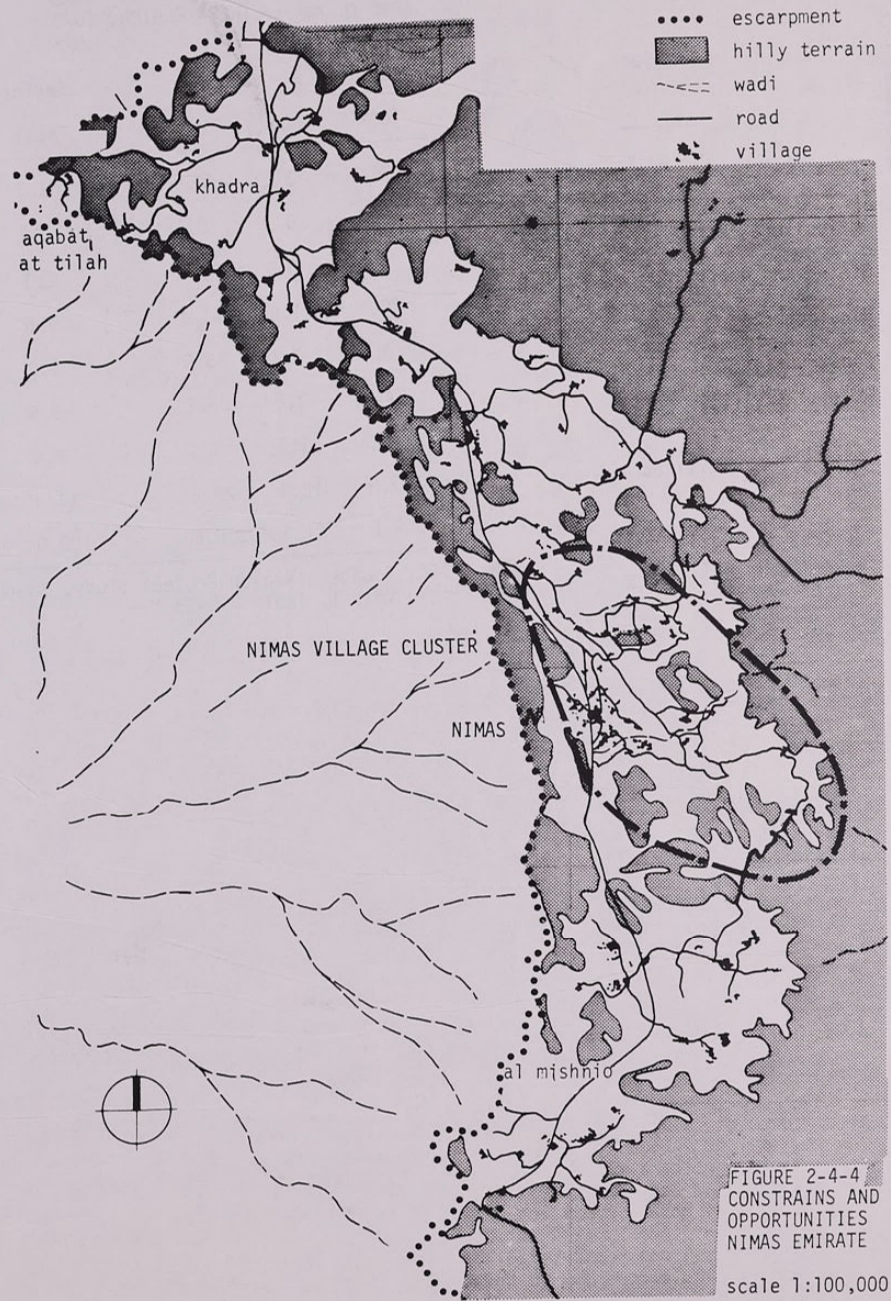 escarpment
hilly terrain
wadi
road
village
khadra
aqabat
at tilah
NIMAS VILLAGE CLUSTER
NIMAS
al mishnio
FIGURE 2-4-4
CONSTRAINS AND
OPPORTUNITIES
NIMAS EMIRATE
scale 1:100,000